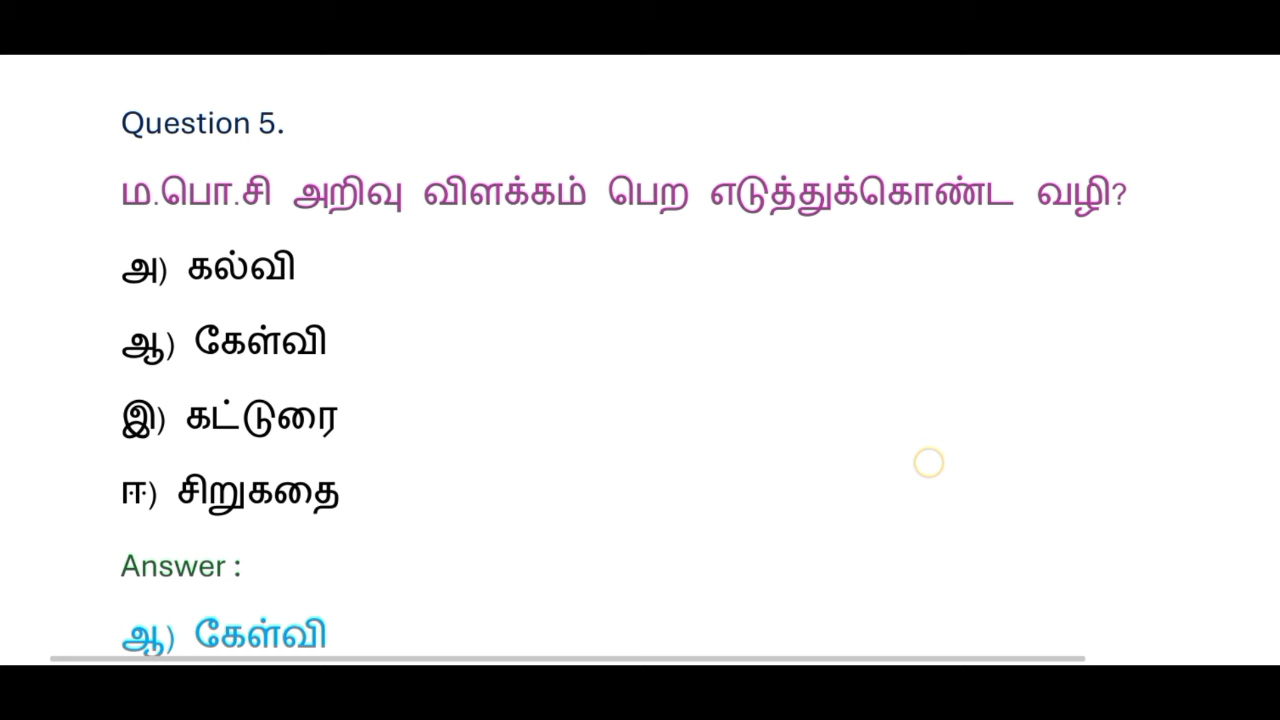 Question 5.
ம.பொ.சி அறிவு விளக்கம் பெற எடுத்துக்கொண்ட வழி?
அ) கல்வி
ஆ) கேள்வி
இ) கட்டுரை
ஈ) சிறுகதை
Answer :
ஆ) கேள்வி